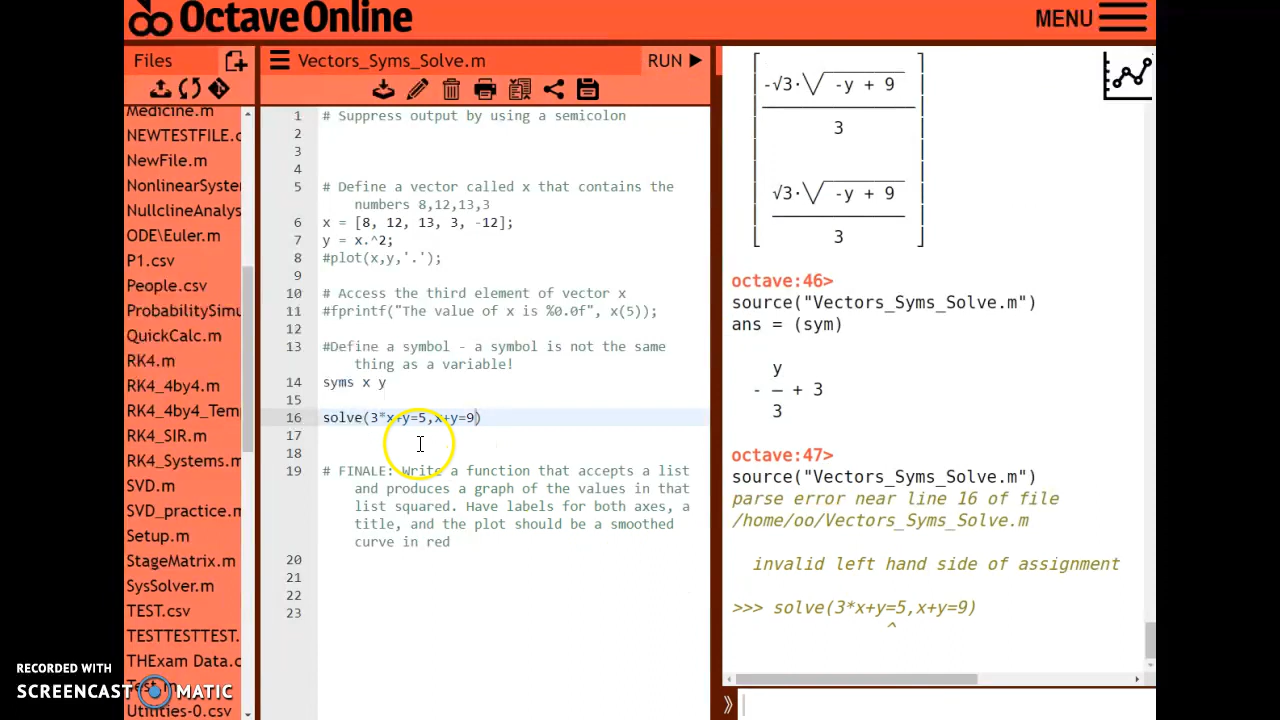 Octave Online
MENU
Files
Vectors_Syms_Solve.m
RUN
Medicine.m
NEWTESTFILE.c
NewFile.m
NonlinearSyste
NullclineAnalys
ODE\Euler.m
P1.csv
People.csv
ProbabilitySimu
QuickCalc.m
RK4.m
RK4_4by4.m
RK4_4by4_Tem
RK4_SIR.m
RK4_Systems.m
SVD.m
SVD_practice.m
Setup.m
StageMatrix.m
SysSolver.m
TEST.csv
TESTTESTTEST.
THExam Data.c
Test.m
Utilities-0.csv
1 # Suppress output by using a semicolon
2
3
4
5 # Define a vector called x that contains the
numbers 8,12,13,3
6 x = [8, 12, 13, 3, -12];
7 y = x.^2;
8 #plot(x,y,'.');
9
10 # Access the third element of vector x
11 #fprintf("The value of x is %0.0f", x(5));
12
13 #Define a symbol - a symbol is not the same
thing as a variable!
14 syms x y
15
16 solve(3*x+y=5,x+y=9)
17
18
19 # FINALE: Write a function that accepts a list
and produces a graph of the values in that
list squared. Have labels for both axes, a
title, and the plot should be a smoothed
curve in red
20
21
22
23
-√3·√ -y + 9
3
√3·√ -y + 9
3
octave:46>
source("Vectors_Syms_Solve.m")
ans = (sym)
y
- — + 3
3
octave:47>
source("Vectors_Syms_Solve.m")
parse error near line 16 of file
/home/oo/Vectors_Syms_Solve.m
invalid left hand side of assignment
>>> solve(3*x+y=5,x+y=9)
^
RECORDED WITH
SCREENCAST MATIC